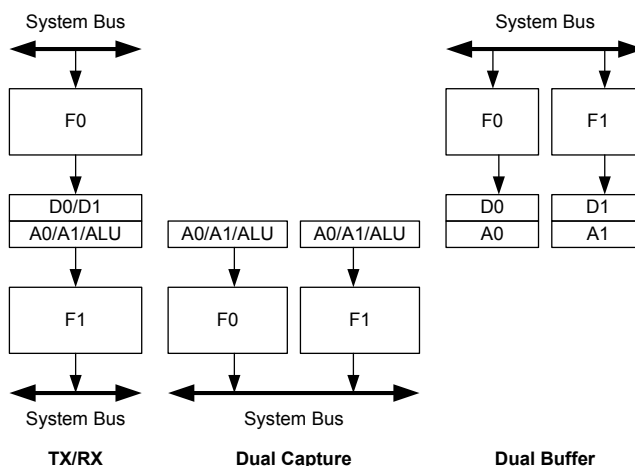 System Bus
System Bus
F0
F0
F1
D0/D1
D0
D1
A0/A1/ALU
A0/A1/ALU
A0/A1/ALU
A0
A1
F1
F0
F1
System Bus
System Bus
TX/RX
Dual Capture
Dual Buffer